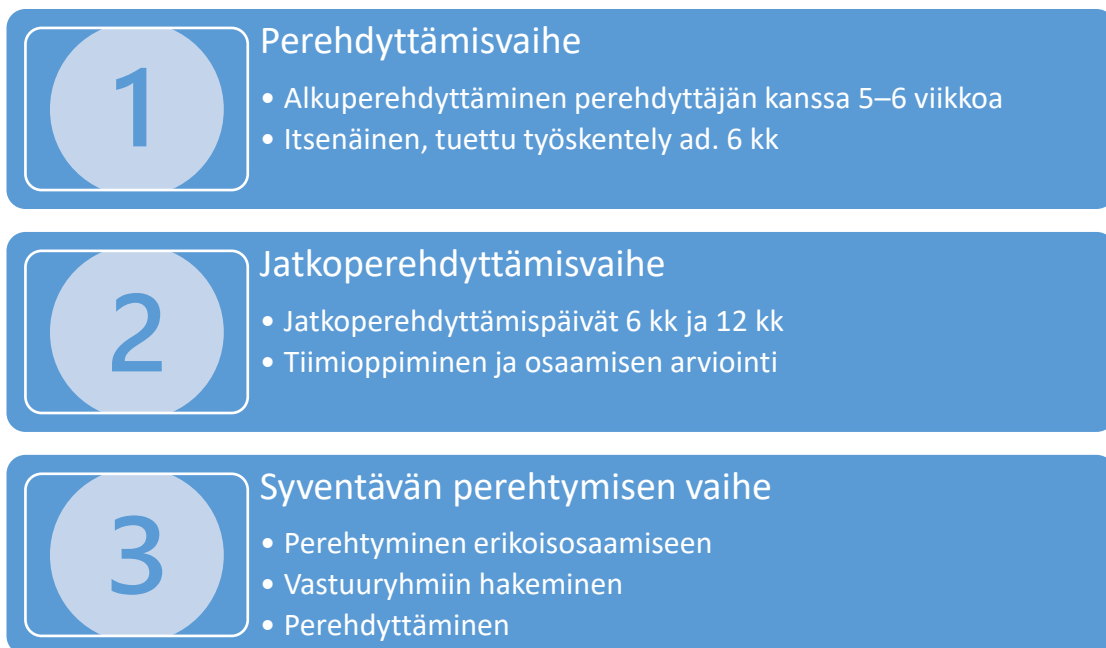 1
Perehdyttämisvaihe
• Alkuperehdyttäminen perehdyttäjän kanssa 5–6 viikkoa
• Itsenäinen, tuettu työskentely ad. 6 kk
2
Jatkoperehdyttämisvaihe
• Jatkoperehdyttämispäivät 6 kk ja 12 kk
• Tiimioppiminen ja osaamisen arviointi
3
Syventävän perehtymisen vaihe
• Perehtyminen erikoisosaamiseen
• Vastuuryhmiin hakeminen
• Perehdyttäminen